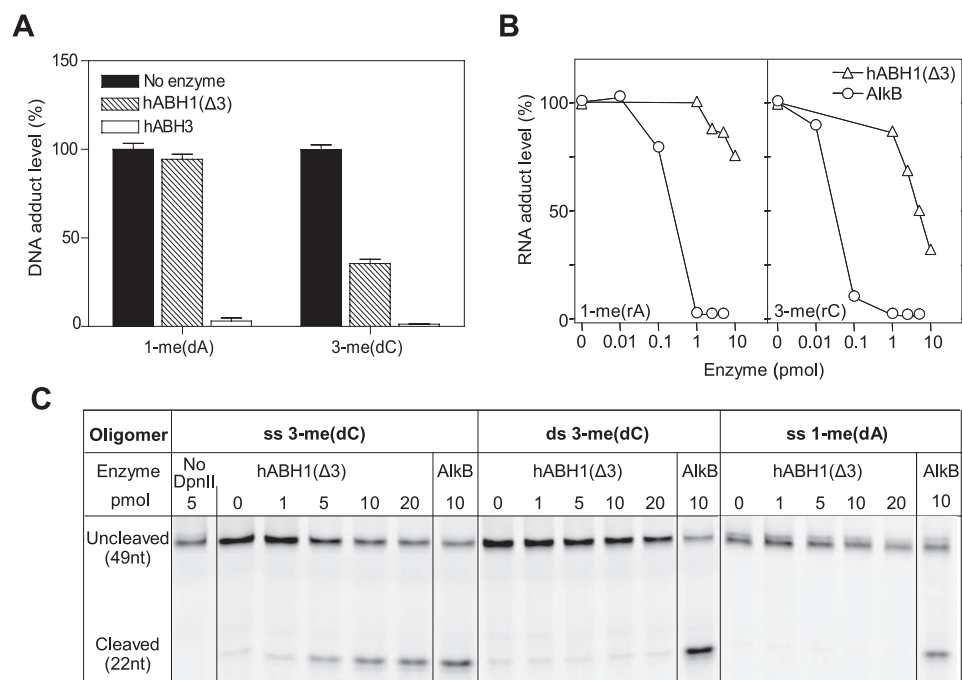 A
150
100
50
0
DNA adduct level (%)
No enzyme
hABH1(Δ3)
hABH3
1-me(dA) 3-me(dC)
B
hABH1(Δ3)
AlkB
100
50
0
RNA adduct level (%)
1-me(rA) 3-me(rC)
0 0.01 0.1 1 10 0 0.01 0.1 1 10
Enzyme (pmol)
C
Oligomer ss 3-me(dC) ds 3-me(dC) ss 1-me(dA)
Enzyme No DpnII hABH1(Δ3) AlkB hABH1(Δ3) AlkB hABH1(Δ3) AlkB
pmol 5 0 1 5 10 20 10 0 1 5 10 20 10 0 1 5 10 20 10
Uncleaved
(49nt)
Cleaved
(22nt)